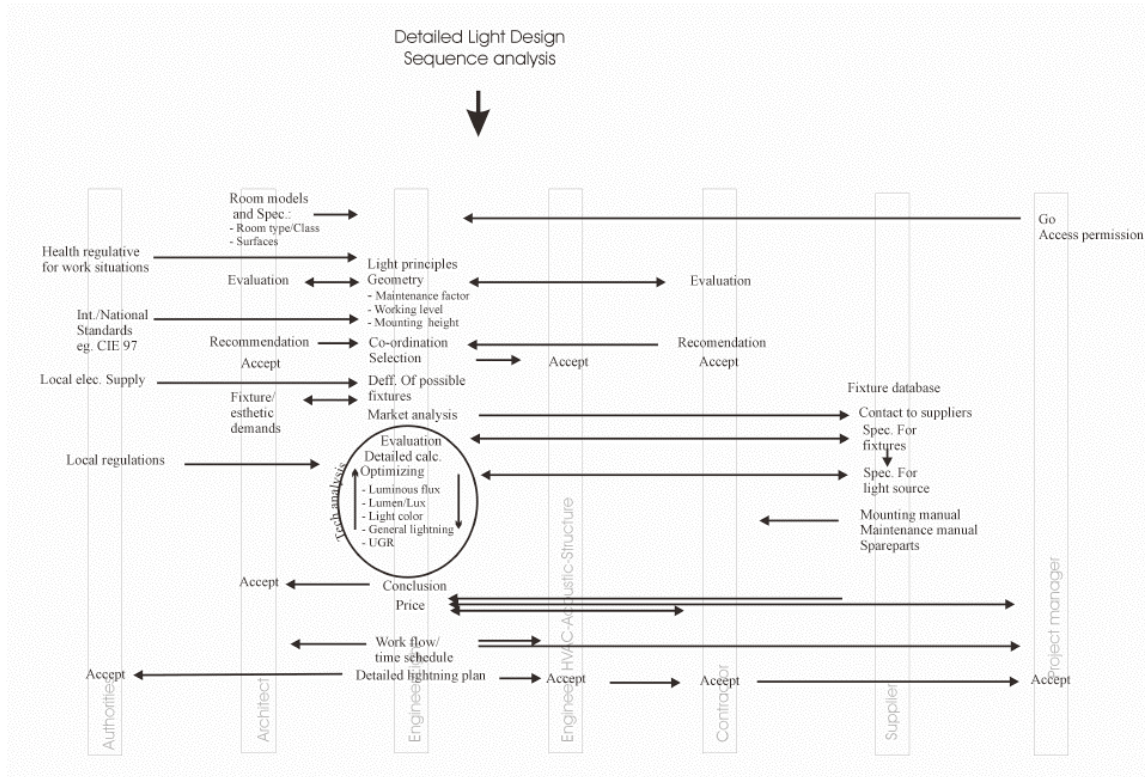 Detailed Light Design
Sequence analysis
Room models
and Spec.:
- Room type/Class
- Surfaces
Go
Access permission
Health regulative
for work situations
Light principles
Evaluation
Geometry
Evaluation
- Maintenance factor
- Working level
- Mounting height
Int./National
Standards
eg. CIE 97
Recommendation
Accept
Co-ordination
Selection
Accept
Recomendation
Accept
Local elec. Supply
Deff. Of possible
fixtures
Fixture/
esthetic
demands
Fixture database
Market analysis
Contact to suppliers
Evaluation
Spec. For
fixtures
Detailed calc.
Optimizing
Local regulations
Spec. For
light source
Tech analysis
- Luminous flux
- Lumen/Lux
- Light color
- General lightning
- UGR
Mounting manual
Maintenance manual
Spareparts
Accept
Conclusion
Price
Work flow/
time schedule
Accept
Detailed lightning plan
Accept
Accept
Accept
Authorities
Architect
Engineer
Engineer HVAC-Acoustic-Structure
Contractor
Supplier
Project manager